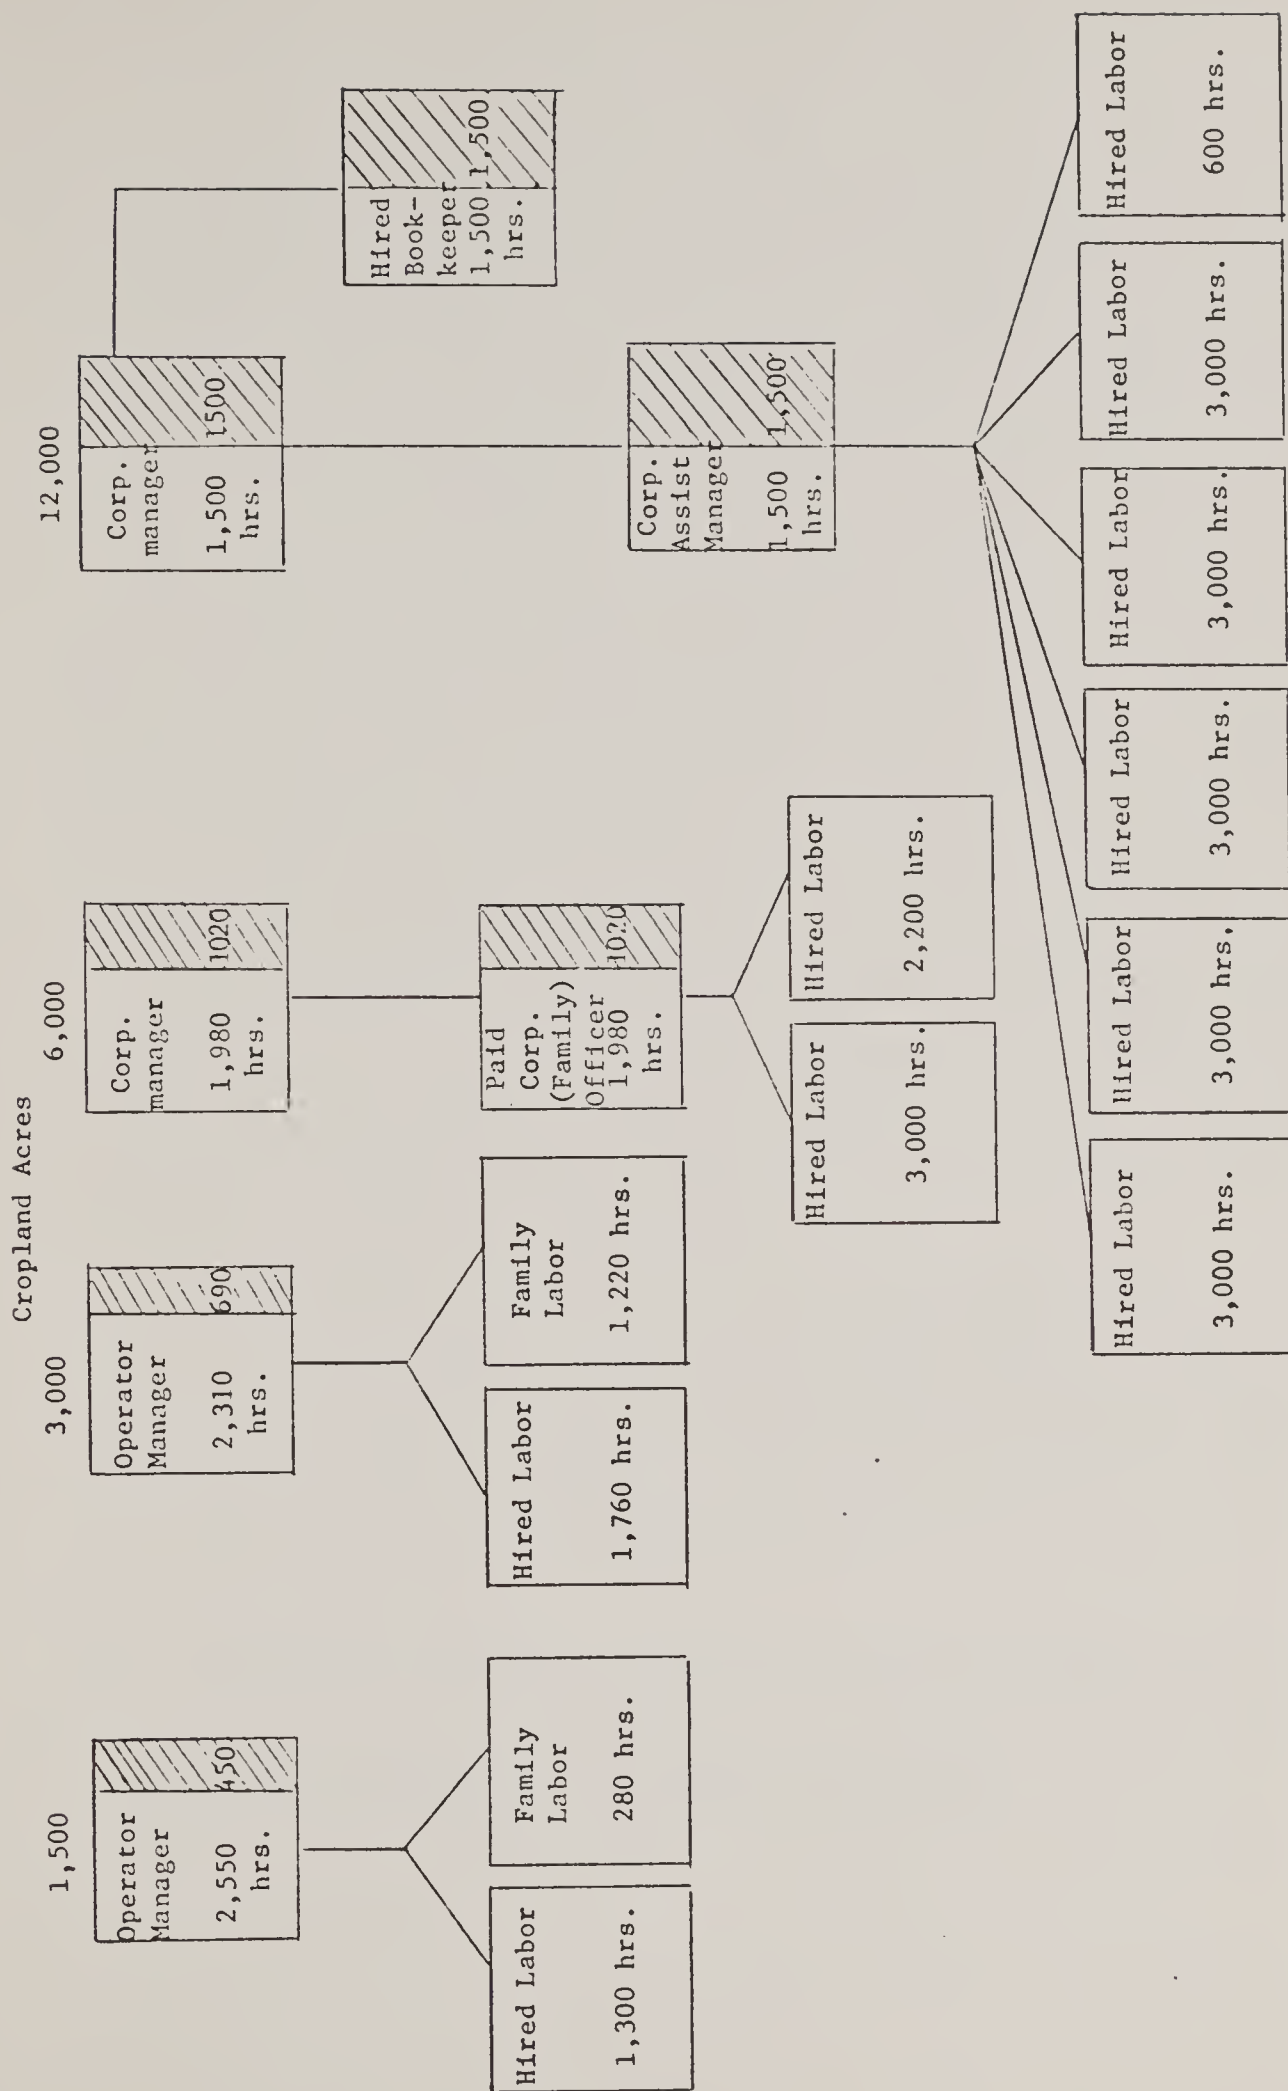 Cropland Acres
1,500
Operator
Manager
2,550
hrs.
450
Hired Labor
1,300 hrs.
Family
Labor
280 hrs.
3,000
Operator
Manager
2,310
hrs.
690
Hired Labor
1,760 hrs.
Family
Labor
1,220 hrs.
6,000
Corp.
manager
1,980
hrs.
1020
Paid
Corp.
(Family)
Officer
1,980
hrs.
1020
Hired Labor
3,000 hrs.
Hired Labor
2,200 hrs.
12,000
Corp.
manager
1,500
hrs.
1500
Hired
Book-
keeper
1,500
hrs.
1,500
Corp.
Assist
Manager
1,500
hrs.
1,500
Hired Labor
3,000 hrs.
Hired Labor
3,000 hrs.
Hired Labor
3,000 hrs.
Hired Labor
3,000 hrs.
Hired Labor
3,000 hrs.
Hired Labor
600 hrs.